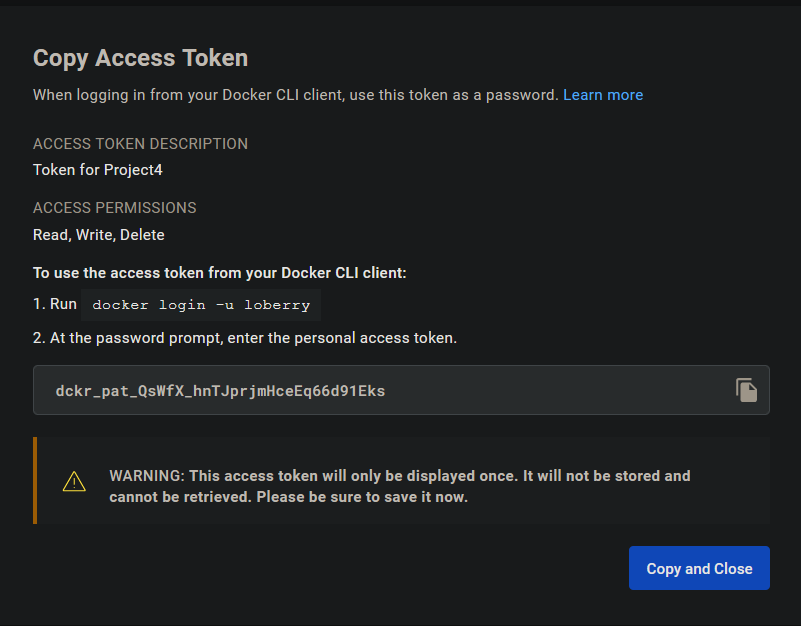 Copy Access Token
When logging in from your Docker CLI client, use this token as a password. Learn more
ACCESS TOKEN DESCRIPTION
Token for Project4
ACCESS PERMISSIONS
Read, Write, Delete
To use the access token from your Docker CLI client:
1. Run docker login -u loberry
2. At the password prompt, enter the personal access token.
dckr_pat_QsWfX_hnTJprjmHceEq66d91Eks
WARNING: This access token will only be displayed once. It will not be stored and
cannot be retrieved. Please be sure to save it now.
Copy and Close